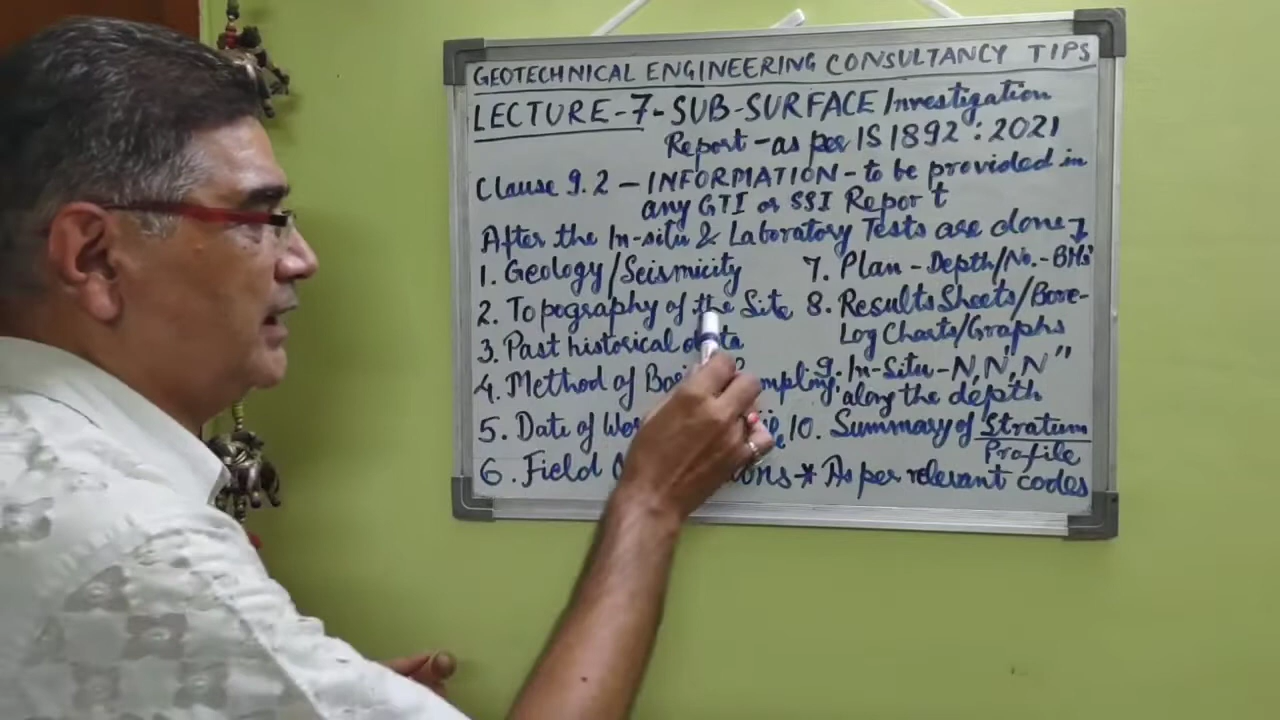 GEOTECHNICAL ENGINEERING CONSULTANCY TIPS
LECTURE-7-SUB-SURFACE Investigation
Report-as per IS 1892:2021
Clause 9.2 - INFORMATION - to be provided in
any GTI or SSI Report
After the In-situ & Laboratory Tests are done
1. Geology/Seismicity
2. Topography of the Site
3. Past historical data
4. Method of
5. Date of
6. Field
7. Plan - Depth/No.-BHs'
8. Results Sheets/Bore-
Log Charts/Graphs
9. In-Situ-N,N',N"
along the depth
10. Summary of Stratum
Profile
* As per relevant codes